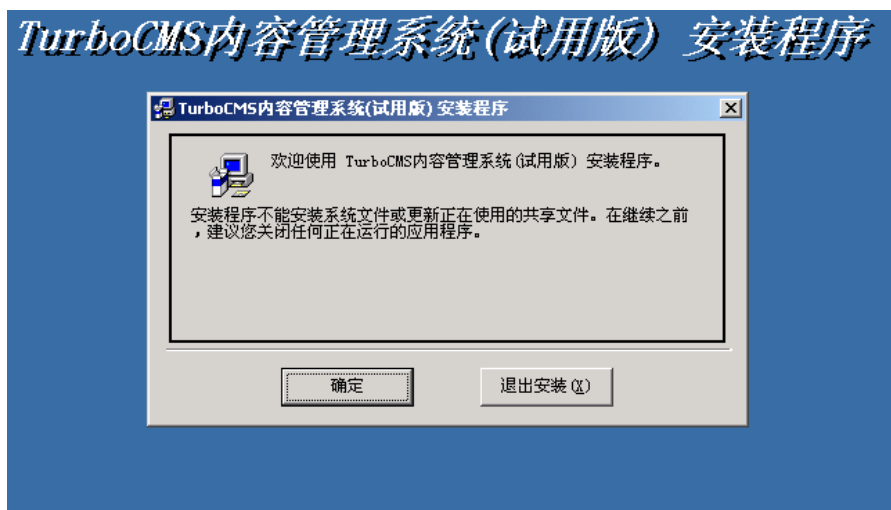 TurboCMS内容管理系统(试用版) 安装程序
TurboCMS内容管理系统(试用版) 安装程序
欢迎使用 TurboCMS内容管理系统(试用版) 安装程序。
安装程序不能安装系统文件或更新正在使用的共享文件。在继续之前
，建议您关闭任何正在运行的应用程序。
确定
退出安装(X)